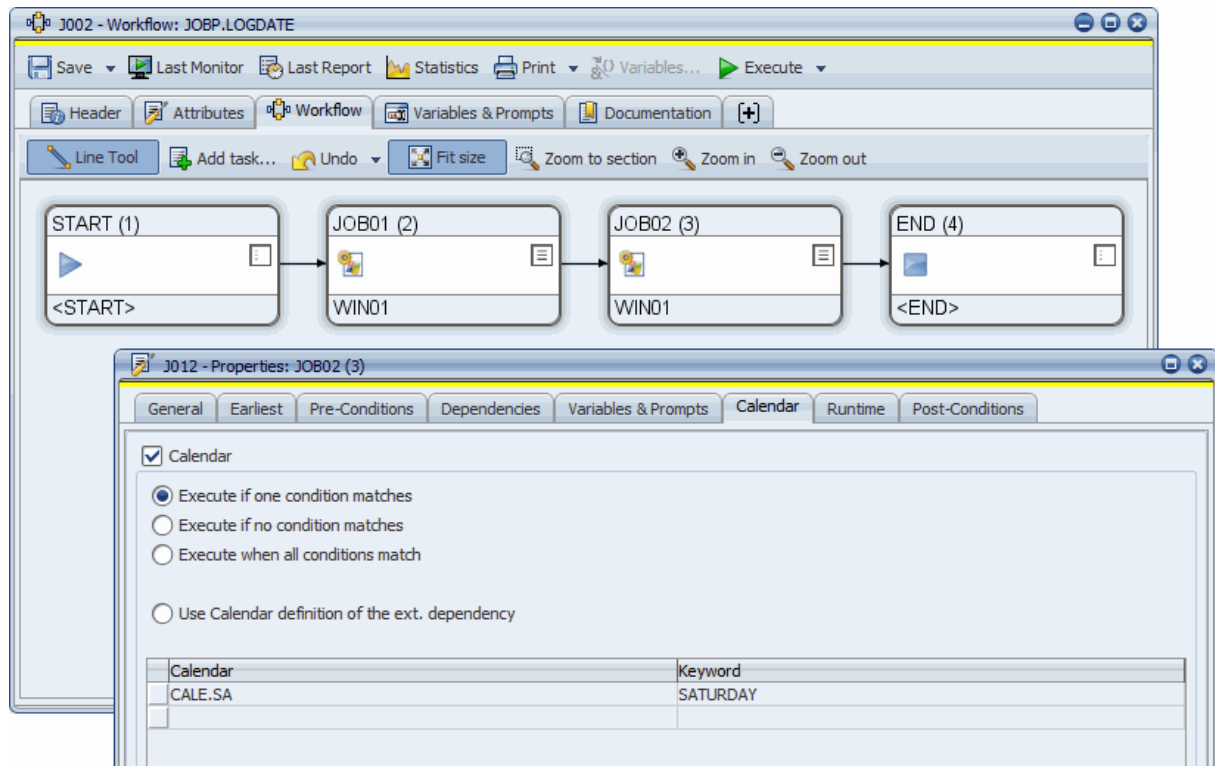 J002 - Workflow: JOBP.LOGDATE
Save Last Monitor Last Report Statistics Print Variables... Execute
Header Attributes Workflow Variables & Prompts Documentation [+]
Line Tool Add task... Undo Fit size Zoom to section Zoom in Zoom out
START (1) JOB01 (2) JOB02 (3) END (4)
<START> WIN01 WIN01 <END>
J012 - Properties: JOB02 (3)
General Earliest Pre-Conditions Dependencies Variables & Prompts Calendar Runtime Post-Conditions
Calendar
Execute if one condition matches
Execute if no condition matches
Execute when all conditions match
Use Calendar definition of the ext. dependency
Calendar Keyword
CALE.SA SATURDAY